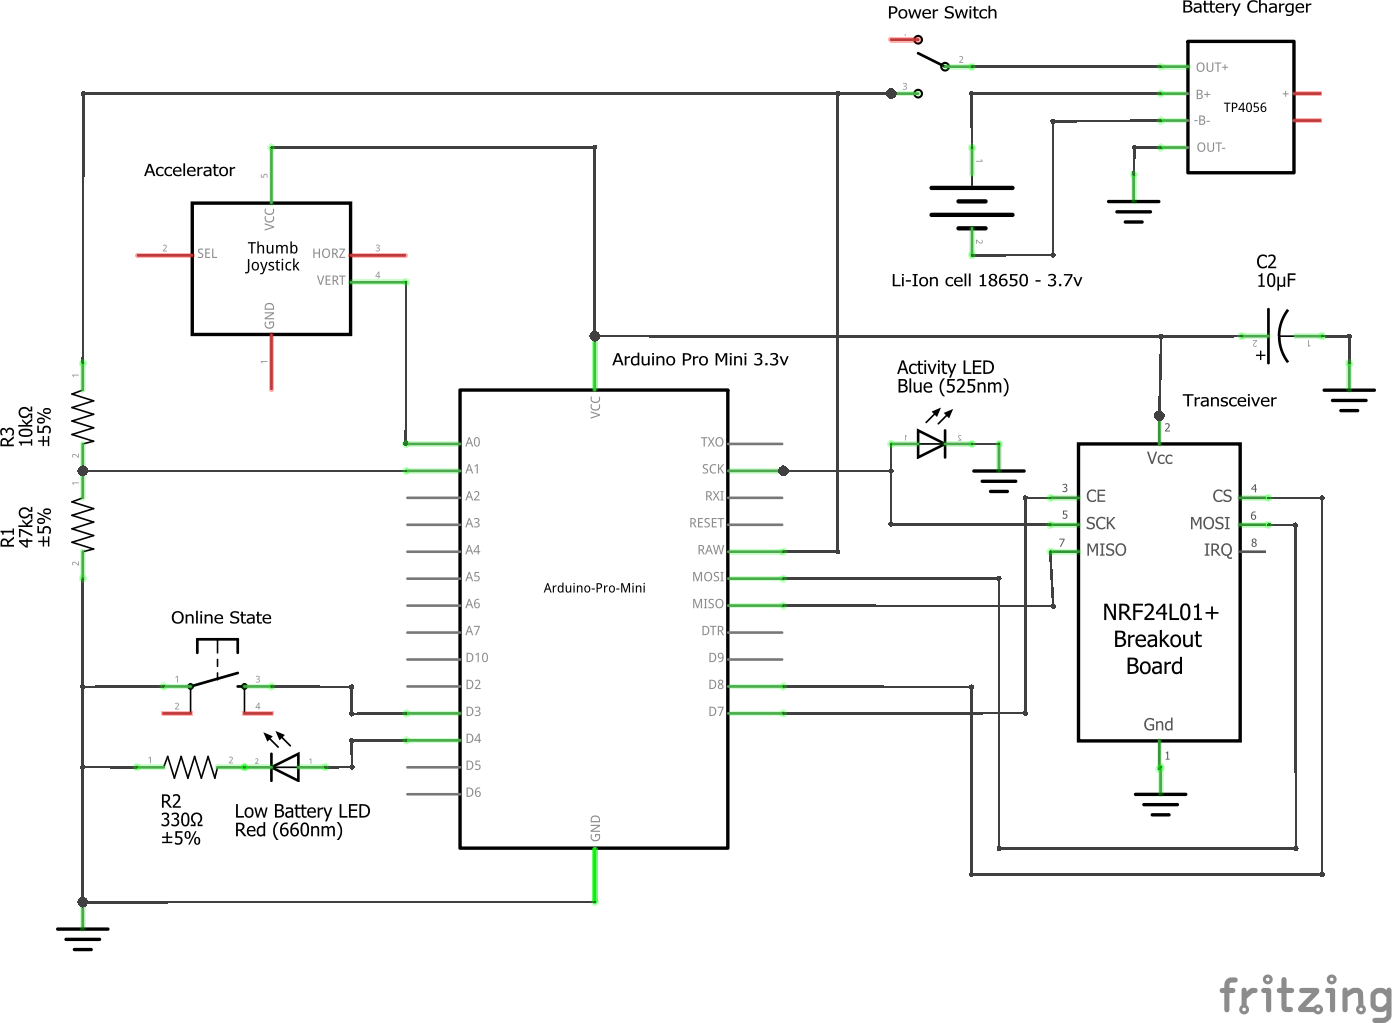 Power Switch
Battery Charger
1
2
3
OUT+
B+
-B-
OUT-
+
TP4056
Accelerator
5
VCC
2
SEL
Thumb
Joystick
HORZ
3
VERT
4
GND
1
1
2
Li-Ion cell 18650 - 3.7v
C2
10µF
2
1
+
Arduino Pro Mini 3.3v
Activity LED
Blue (525nm)
1
2
Transceiver
1
R3
10kΩ
±5%
2
1
R1
47kΩ
±5%
2
VCC
A0
A1
A2
A3
A4
A5
A6
A7
D10
D2
D3
D4
D5
D6
Arduino-Pro-Mini
TXO
SCK
RXI
RESET
RAW
MOSI
MISO
DTR
D9
D8
D7
GND
2
Vcc
3
CE
5
SCK
7
MISO
CS
4
MOSI
6
IRQ
8
NRF24L01+
Breakout
Board
Gnd
1
Online State
1
3
2
4
1
2
2
1
R2
330Ω
±5%
Low Battery LED
Red (660nm)
fritzing